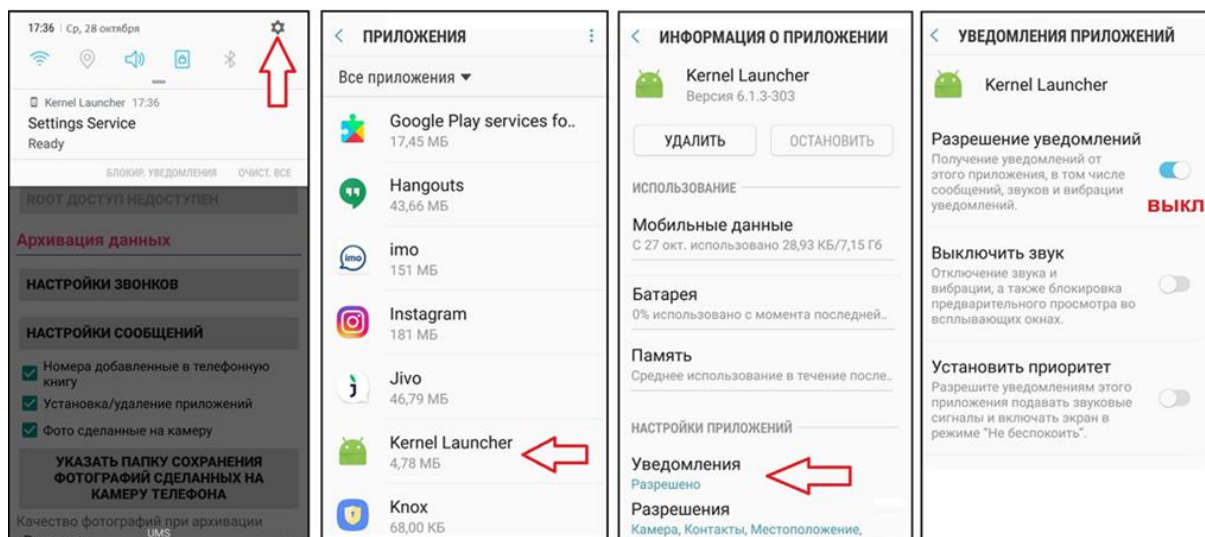 17:36 | Ср, 28 октября
Kernel Launcher 17:36
Settings Service
Ready
БЛОКИР. УВЕДОМЛЕНИЯ ОЧИСТ. ВСЕ
ROOT ДОСТУП НЕДОСТУПЕН
Архивация данных
НАСТРОЙКИ ЗВОНКОВ
НАСТРОЙКИ СООБЩЕНИЙ
Номера добавленные в телефонную
книгу
Установка/удаление приложений
Фото сделанные на камеру
УКАЗАТЬ ПАПКУ СОХРАНЕНИЯ
ФОТОГРАФИЙ СДЕЛАННЫХ НА
КАМЕРУ ТЕЛЕФОНА
Качество фотографий при архивации
UMS
ПРИЛОЖЕНИЯ
Все приложения
Google Play services fo..
17,45 МБ
Hangouts
43,66 МБ
imo
imo
151 МБ
Instagram
181 МБ
Jivo
46,79 МБ
Kernel Launcher
4,78 МБ
Knox
68,00 КБ
ИНФОРМАЦИЯ О ПРИЛОЖЕНИИ
Kernel Launcher
Версия 6.1.3-303
УДАЛИТЬ ОСТАНОВИТЬ
ИСПОЛЬЗОВАНИЕ
Мобильные данные
С 27 окт. использовано 28,93 КБ/7,15 Гб
Батарея
0% использовано с момента последней..
Память
Среднее использование в течение после..
НАСТРОЙКИ ПРИЛОЖЕНИЙ
Уведомления
Разрешено
Разрешения
Камера, Контакты, Местоположение,
УВЕДОМЛЕНИЯ ПРИЛОЖЕНИЙ
Kernel Launcher
Разрешение уведомлений
Получение уведомлений от
этого приложения, в том числе
сообщений, звуков и вибрации
уведомлений.
выкл
Выключить звук
Отключение звука и
вибрации, а также блокировка
предварительного просмотра во
всплывающих окнах.
Установить приоритет
Разрешите уведомлениям этого
приложения подавать звуковые
сигналы и включать экран в
режиме "Не беспокоить".